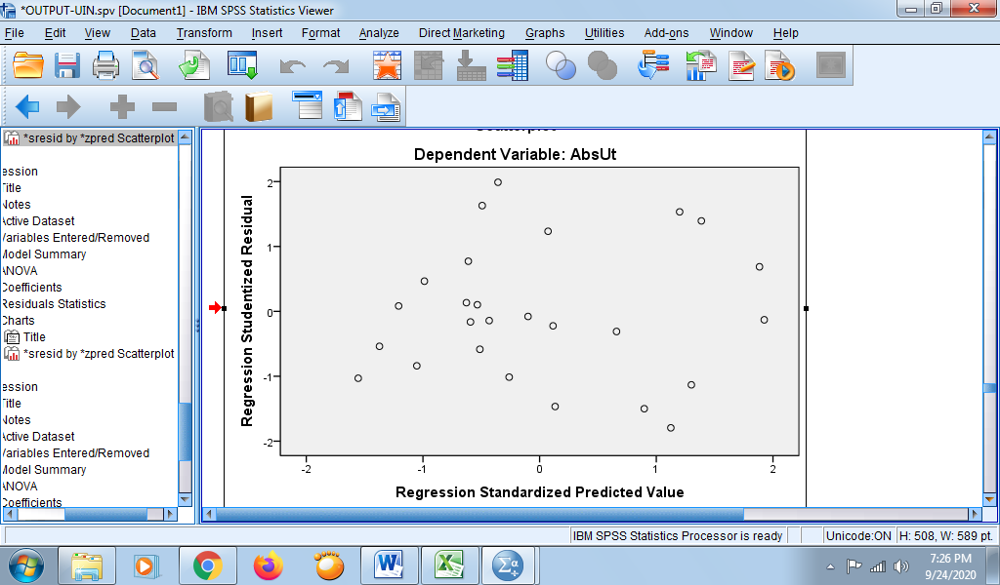 *OUTPUT-UIN.spv [Document1] - IBM SPSS Statistics Viewer
File Edit View Data Transform Insert Format Analyze Direct Marketing Graphs Utilities Add-ons Window Help
*sresid by *zpred Scatterplot
ession
Title
Notes
Active Dataset
Variables Entered/Removed
Model Summary
ANOVA
Coefficients
Residuals Statistics
Charts
Title
*sresid by *zpred Scatterplot
ession
Title
Notes
Active Dataset
Variables Entered/Removed
Model Summary
ANOVA
Coefficients
Scatterplot
Dependent Variable: AbsUt
Regression Studentized Residual
2
1
0
-1
-2
-2 -1 0 1 2
Regression Standardized Predicted Value
IBM SPSS Statistics Processor is ready Unicode:ON H: 508, W: 589 pt.
7:26 PM
9/24/2020